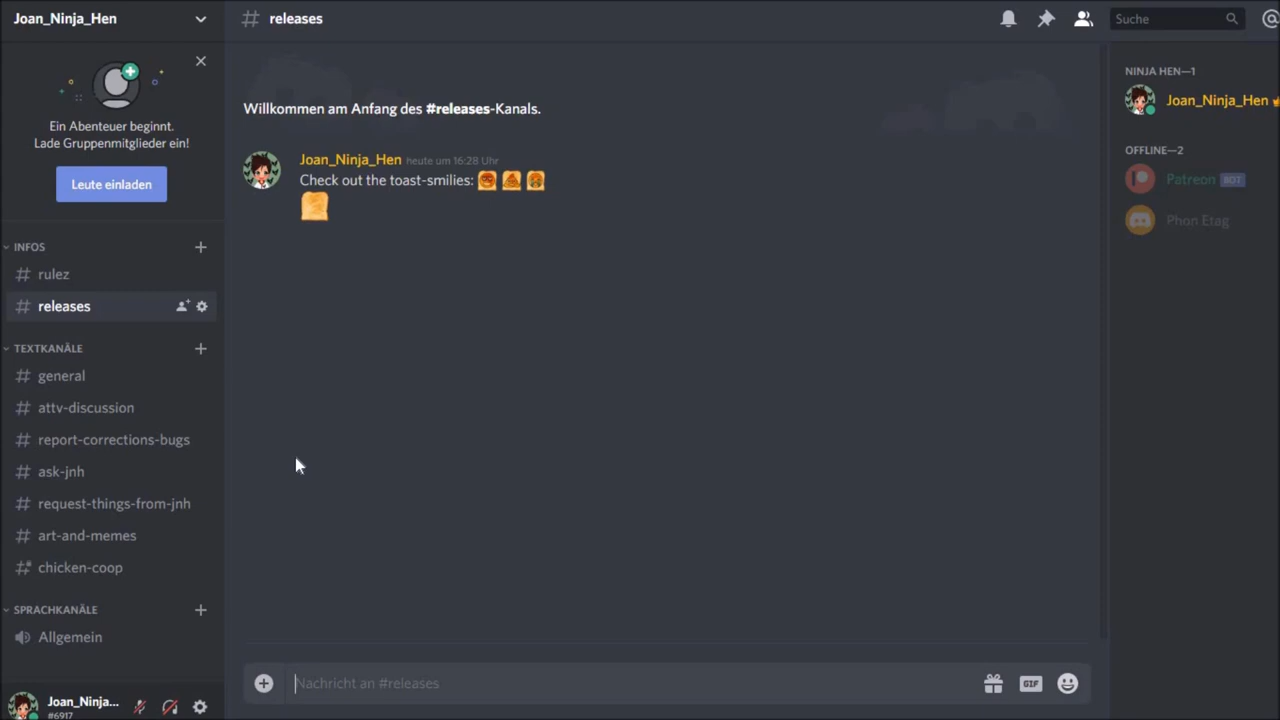 Joan_Ninja_Hen
Ein Abenteuer beginnt.
Lade Gruppenmitglieder ein!
Leute einladen
INFOS
rulez
releases
TEXTKANÄLE
general
attv-discussion
report-corrections-bugs
ask-jnh
request-things-from-jnh
art-and-memes
chicken-coop
SPRACHKANÄLE
Allgemein
Joan_Ninja...
#6917
# releases
Suche
Willkommen am Anfang des #releases-Kanals.
Joan_Ninja_Hen heute um 16:28 Uhr
Check out the toast-smilies:
Nachricht an #releases
GIF
NINJA HEN—1
Joan_Ninja_Hen
OFFLINE—2
Patreon BOT
Phon Etag